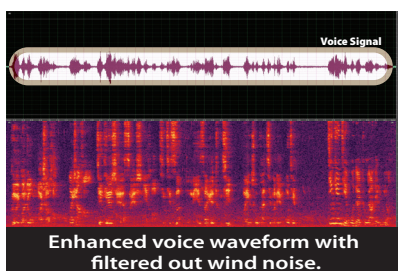 Voice Signal
Enhanced voice waveform with
filtered out wind noise.